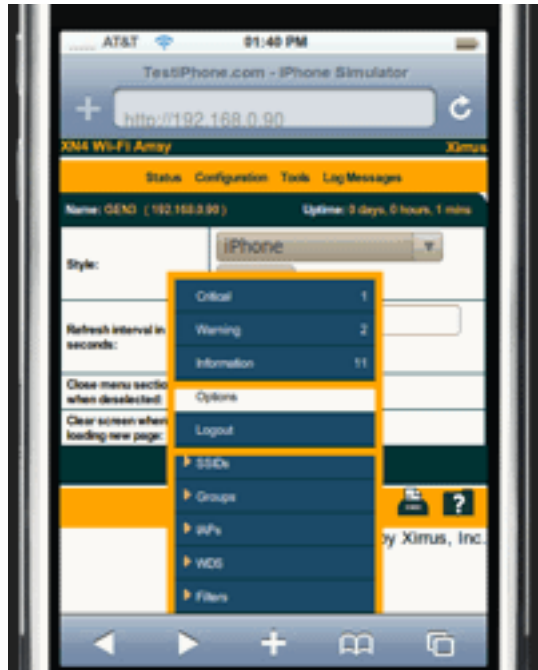 AT&T 01:40 PM
TestiPhone.com - iPhone Simulator
http://192.168.0.90
XN4 Wi-Fi Array Xirrus
Status Configuration Tools Log Messages
Name: GEN3 ( 192.168.0.90 ) Uptime: 0 days, 0 hours, 1 mins
Style: iPhone
Critical 1
Refresh interval in Warning 2
seconds:
Information 11
Close menu sectio
when deselected: Options
Clear screen when
loading new page: Logout
SSIDs
Groups
IAPs
by Xirrus, Inc.
WDS
Filters